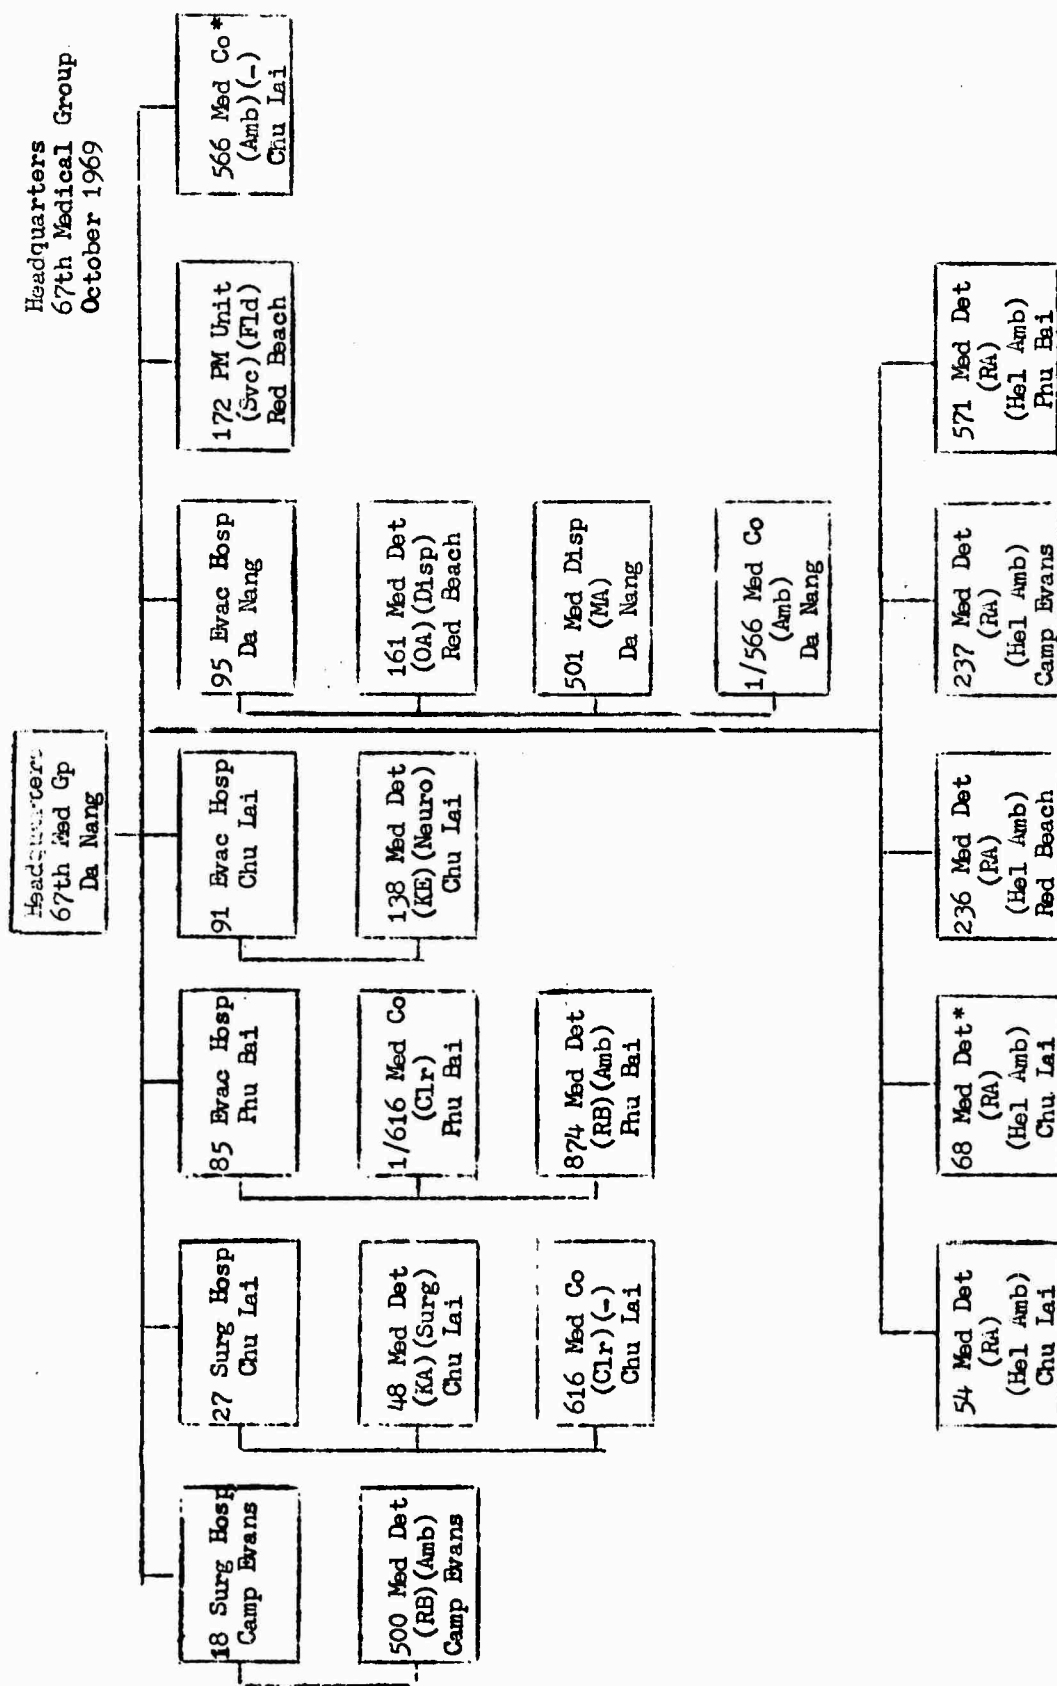 Headquarters
67th Medical Group
October 1969
Headquarters
67th Med Gp
Da Nang
18 Surg Hosp
Camp Evans
27 Surg Hosp
Chu Lai
85 Evac Hosp
Phu Bai
91 Evac Hosp
Chu Lai
95 Evac Hosp
Da Nang
172 PM Unit
(Svc)(Fld)
Red Beach
566 Med Co*
(Amb)(-)
Chu Lai
500 Med Det
(RB)(Amb)
Camp Evans
48 Med Det
(KA)(Surg)
Chu Lai
1/616 Med Co
(Clr)
Phu Bai
138 Med Det
(KE)(Neuro)
Chu Lai
161 Med Det
(OA)(Disp)
Red Beach
616 Med Co
(Clr)(-)
Chu Lai
874 Med Det
(RB)(Amb)
Phu Bai
501 Med Disp
(MA)
Da Nang
1/566 Med Co
(Amb)
Da Nang
54 Med Det
(RA)
(Hel Amb)
Chu Lai
68 Med Det*
(RA)
(Hel Amb)
Chu Lai
236 Med Det
(RA)
(Hel Amb)
Red Beach
237 Med Det
(RA)
(Hel Amb)
Camp Evans
571 Med Det
(RA)
(Hel Amb)
Phu Bai